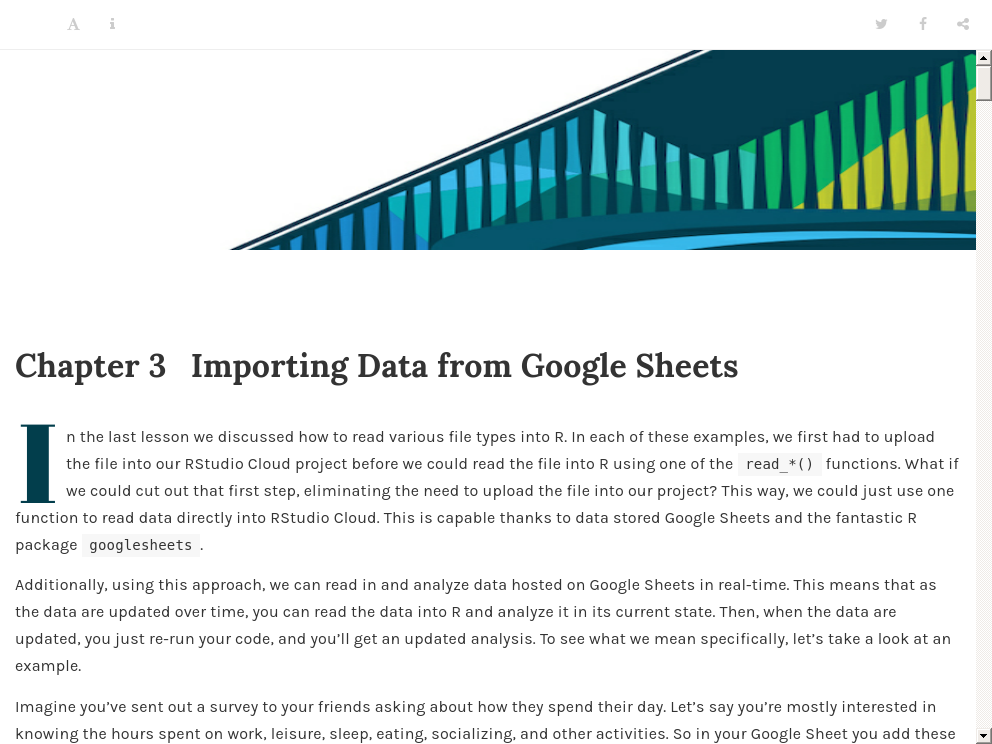 A i
Chapter 3 Importing Data from Google Sheets
In the last lesson we discussed how to read various file types into R. In each of these examples, we first had to upload
the file into our RStudio Cloud project before we could read the file into R using one of the read_*() functions. What if
we could cut out that first step, eliminating the need to upload the file into our project? This way, we could just use one
function to read data directly into RStudio Cloud. This is capable thanks to data stored Google Sheets and the fantastic R
package googlesheets.
Additionally, using this approach, we can read in and analyze data hosted on Google Sheets in real-time. This means that as
the data are updated over time, you can read the data into R and analyze it in its current state. Then, when the data are
updated, you just re-run your code, and you’ll get an updated analysis. To see what we mean specifically, let’s take a look at an
example.
Imagine you’ve sent out a survey to your friends asking about how they spend their day. Let’s say you’re mostly interested in
knowing the hours spent on work, leisure, sleep, eating, socializing, and other activities. So in your Google Sheet you add these